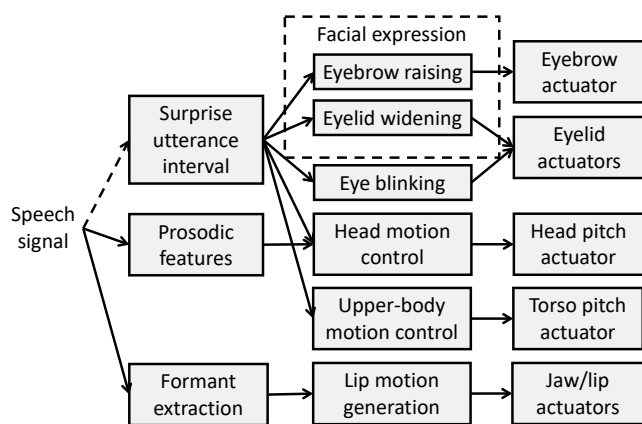 Facial expression
Eyebrow raising
Eyebrow
actuator
Surprise
utterance
interval
Eyelid widening
Eyelid
actuators
Eye blinking
Speech
signal
Prosodic
features
Head motion
control
Head pitch
actuator
Upper-body
motion control
Torso pitch
actuator
Formant
extraction
Lip motion
generation
Jaw/lip
actuators